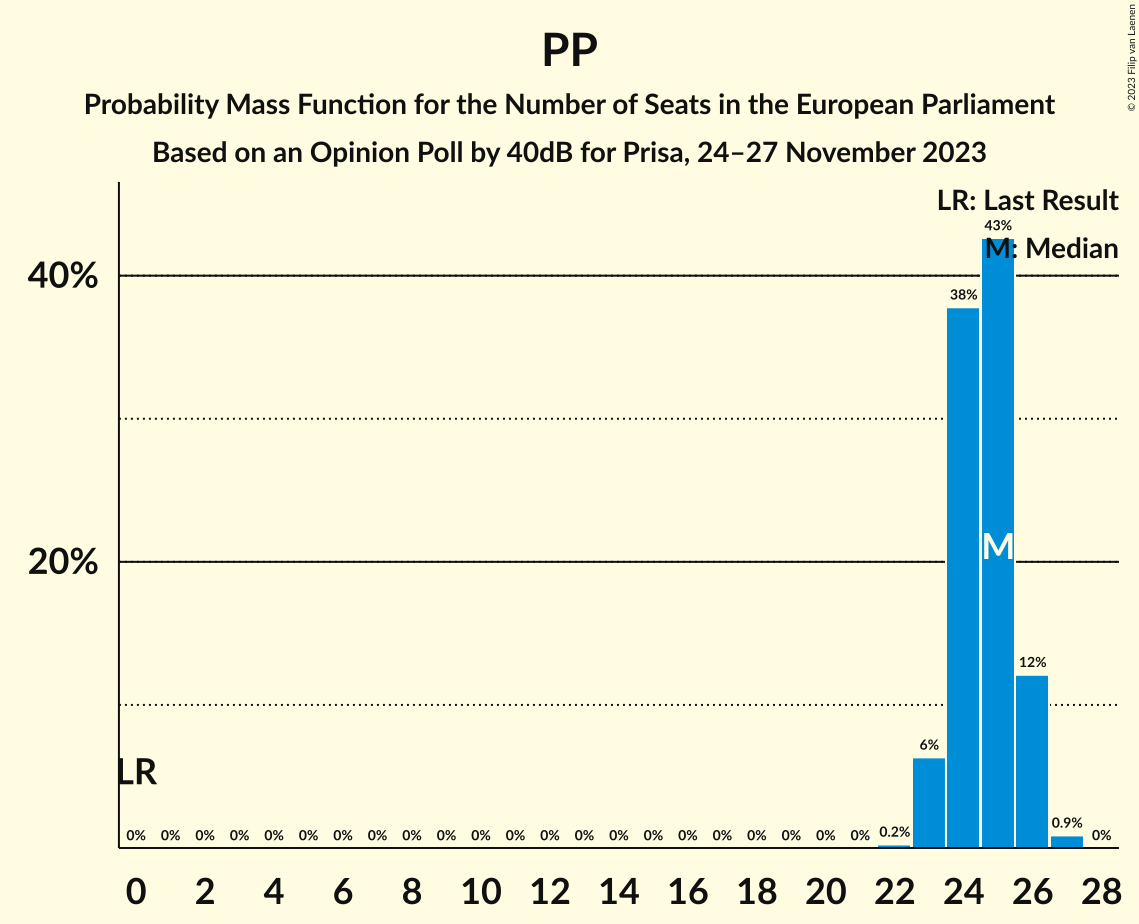 PP
Probability Mass Function for the Number of Seats in the European Parliament
Based on an Opinion Poll by 40dB for Prisa, 24–27 November 2023
© 2023 Filip van Laenen
LR: Last Result
M: Median
40%
20%
43%
38%
M
12%
6%
LR
0% 0% 0% 0% 0% 0% 0% 0% 0% 0% 0% 0% 0% 0% 0% 0% 0% 0% 0% 0% 0% 0% 0.2% 0.9% 0%
0 2 4 6 8 10 12 14 16 18 20 22 24 26 28